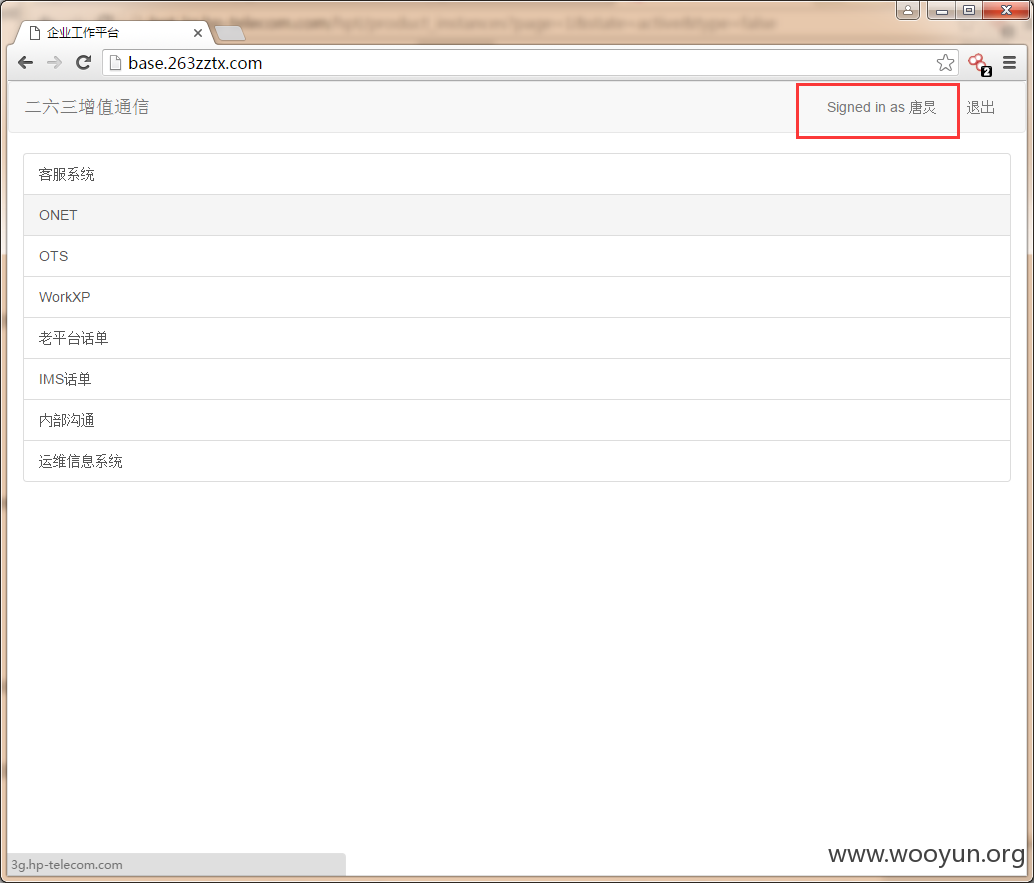 企业工作平台
base.263zztx.com
2
二六三增值通信
Signed in as 唐炅 退出
客服系统
ONET
OTS
WorkXP
老平台话单
IMS话单
内部沟通
运维信息系统
www.wooyun.org
3g.hp-telecom.com